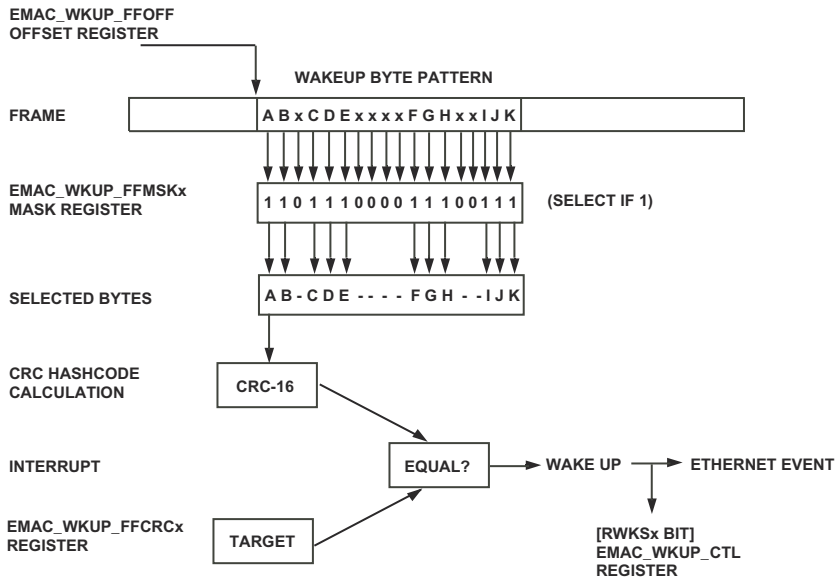 EMAC_WKUP_FFOFF
OFFSET REGISTER
WAKEUP BYTE PATTERN
FRAME
A B x C D E x x x x F G H x x I J K
EMAC_WKUP_FFMSKx
MASK REGISTER
1 1 0 1 1 1 0 0 0 0 1 1 1 0 0 1 1 1
(SELECT IF 1)
SELECTED BYTES
A B - C D E - - - - F G H - - I J K
CRC HASHCODE
CALCULATION
CRC-16
INTERRUPT
EQUAL?
WAKE UP
ETHERNET EVENT
EMAC_WKUP_FFCRCx
REGISTER
TARGET
[RWKSx BIT]
EMAC_WKUP_CTL
REGISTER